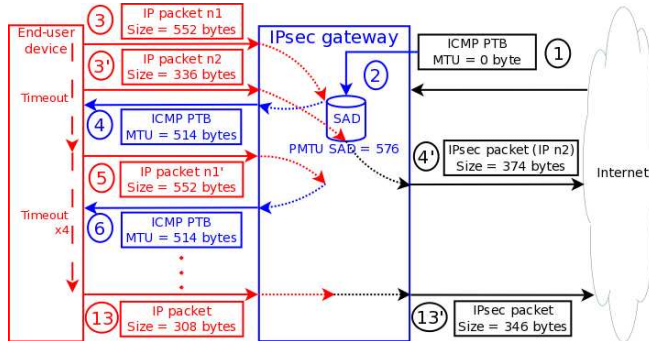 End-user
device
Timeout
Timeout
x4
3
IP packet n1
Size = 552 bytes
3'
IP packet n2
Size = 336 bytes
4
ICMP PTB
MTU = 514 bytes
5
IP packet n1'
Size = 552 bytes
6
ICMP PTB
MTU = 514 bytes
13
IP packet
Size = 308 bytes
IPsec gateway
2
SAD
PMTU SAD = 576
ICMP PTB
MTU = 0 byte
1
4'
IPsec packet (IP n2)
Size = 374 bytes
Internet
13'
IPsec packet
Size = 346 bytes